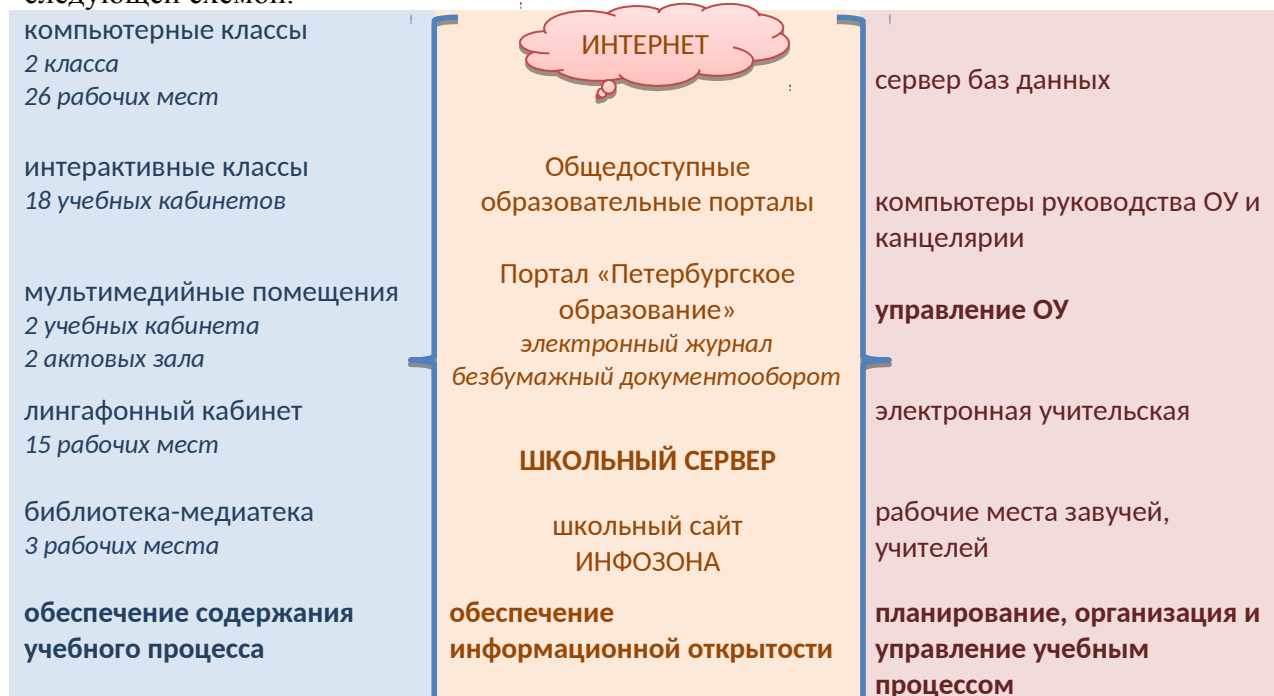 следующей схемой:
компьютерные классы
2 класса
26 рабочих мест
интерактивные классы
18 учебных кабинетов
мультимедийные помещения
2 учебных кабинета
2 актовых зала
лингафонный кабинет
15 рабочих мест
библиотека-медиатека
3 рабочих места
обеспечение содержания
учебного процесса
ИНТЕРНЕТ
Общедоступные
образовательные порталы
Портал «Петербургское
образование»
электронный журнал
безбумажный документооборот
ШКОЛЬНЫЙ СЕРВЕР
школьный сайт
ИНФОЗОНА
обеспечение
информационной открытости
сервер баз данных
компьютеры руководства ОУ и
канцелярии
управление ОУ
электронная учительская
рабочие места завучей,
учителей
планирование, организация и
управление учебным
процессом